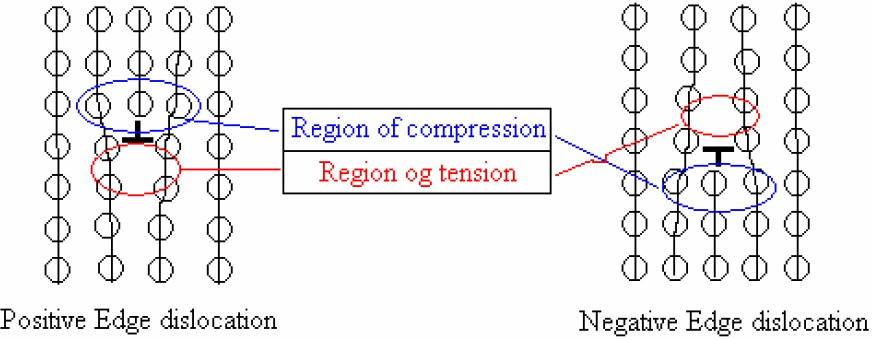 Region of compression
Region og tension
Positive Edge dislocation
Negative Edge dislocation